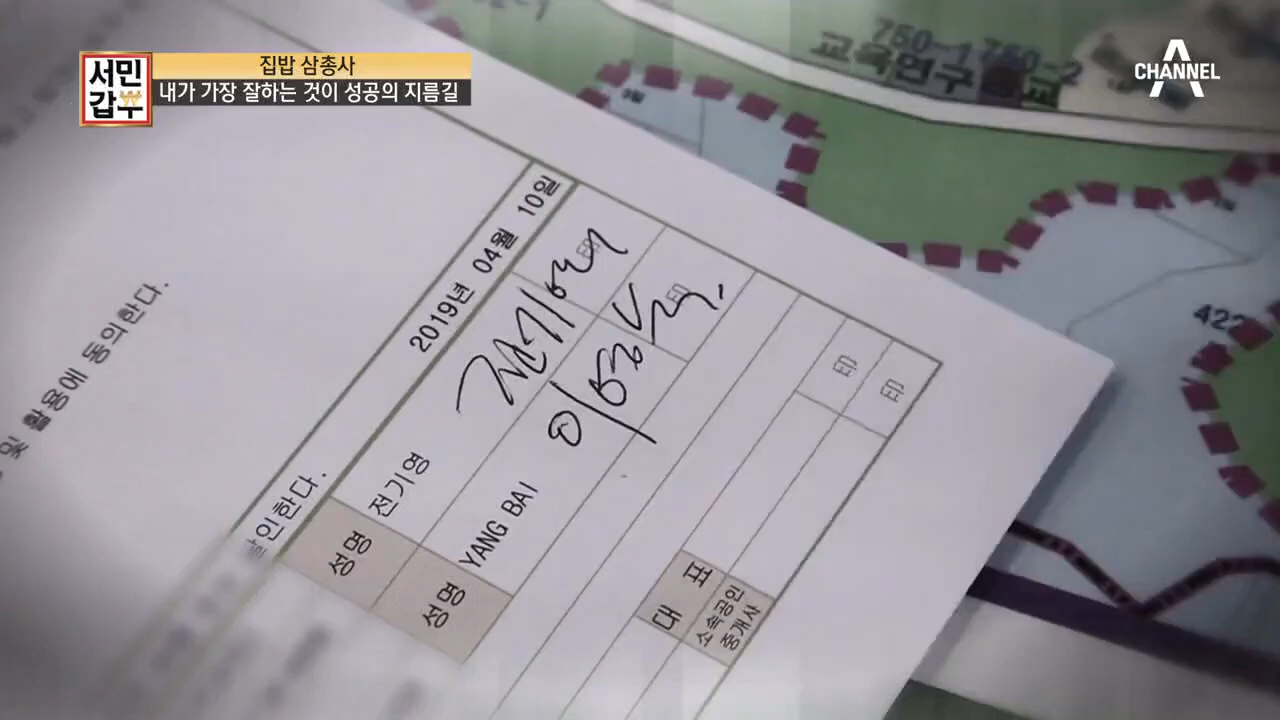 서민갑부
집밥 삼총사
내가 가장 잘하는 것이 성공의 지름길
CHANNEL A
750-1 750-2
교육연구
422
및 활용에 동의한다.
인한다.
2019년 04월 10일
성명 전기영 전기영 印
성명 YANG BAI 印
대 표 印
소속공인중개사 印